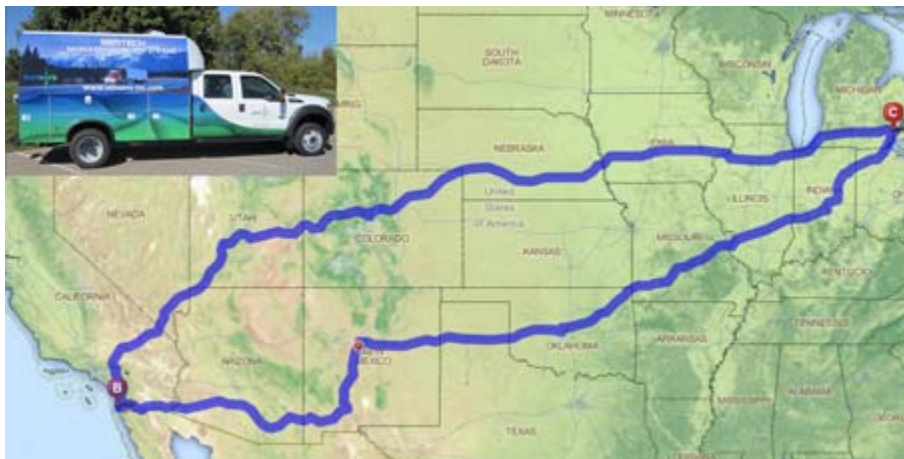 MINNESOTA
SOUTH
DAKOTA
WISCONSIN
MICHIGAN
C
NEBRASKA
IOWA
NEVADA
UTAH
United
States
of America
ILLINOIS
INDIANA
COLORADO
KANSAS
MISSOURI
KENTUCKY
CALIFORNIA
B
ARIZONA
NEW
MEXICO
OKLAHOMA
ARKANSAS
TENNESSEE
MISSISSIPPI
ALABAMA
TEXAS
LOUISIANA